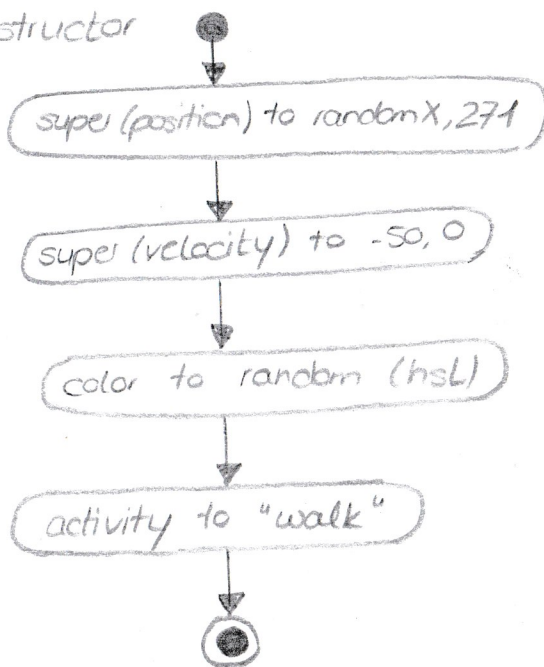 structor
super (position) to randomX, 271
super (velocity) to -50, 0
color to random (hsL)
activity to "walk"